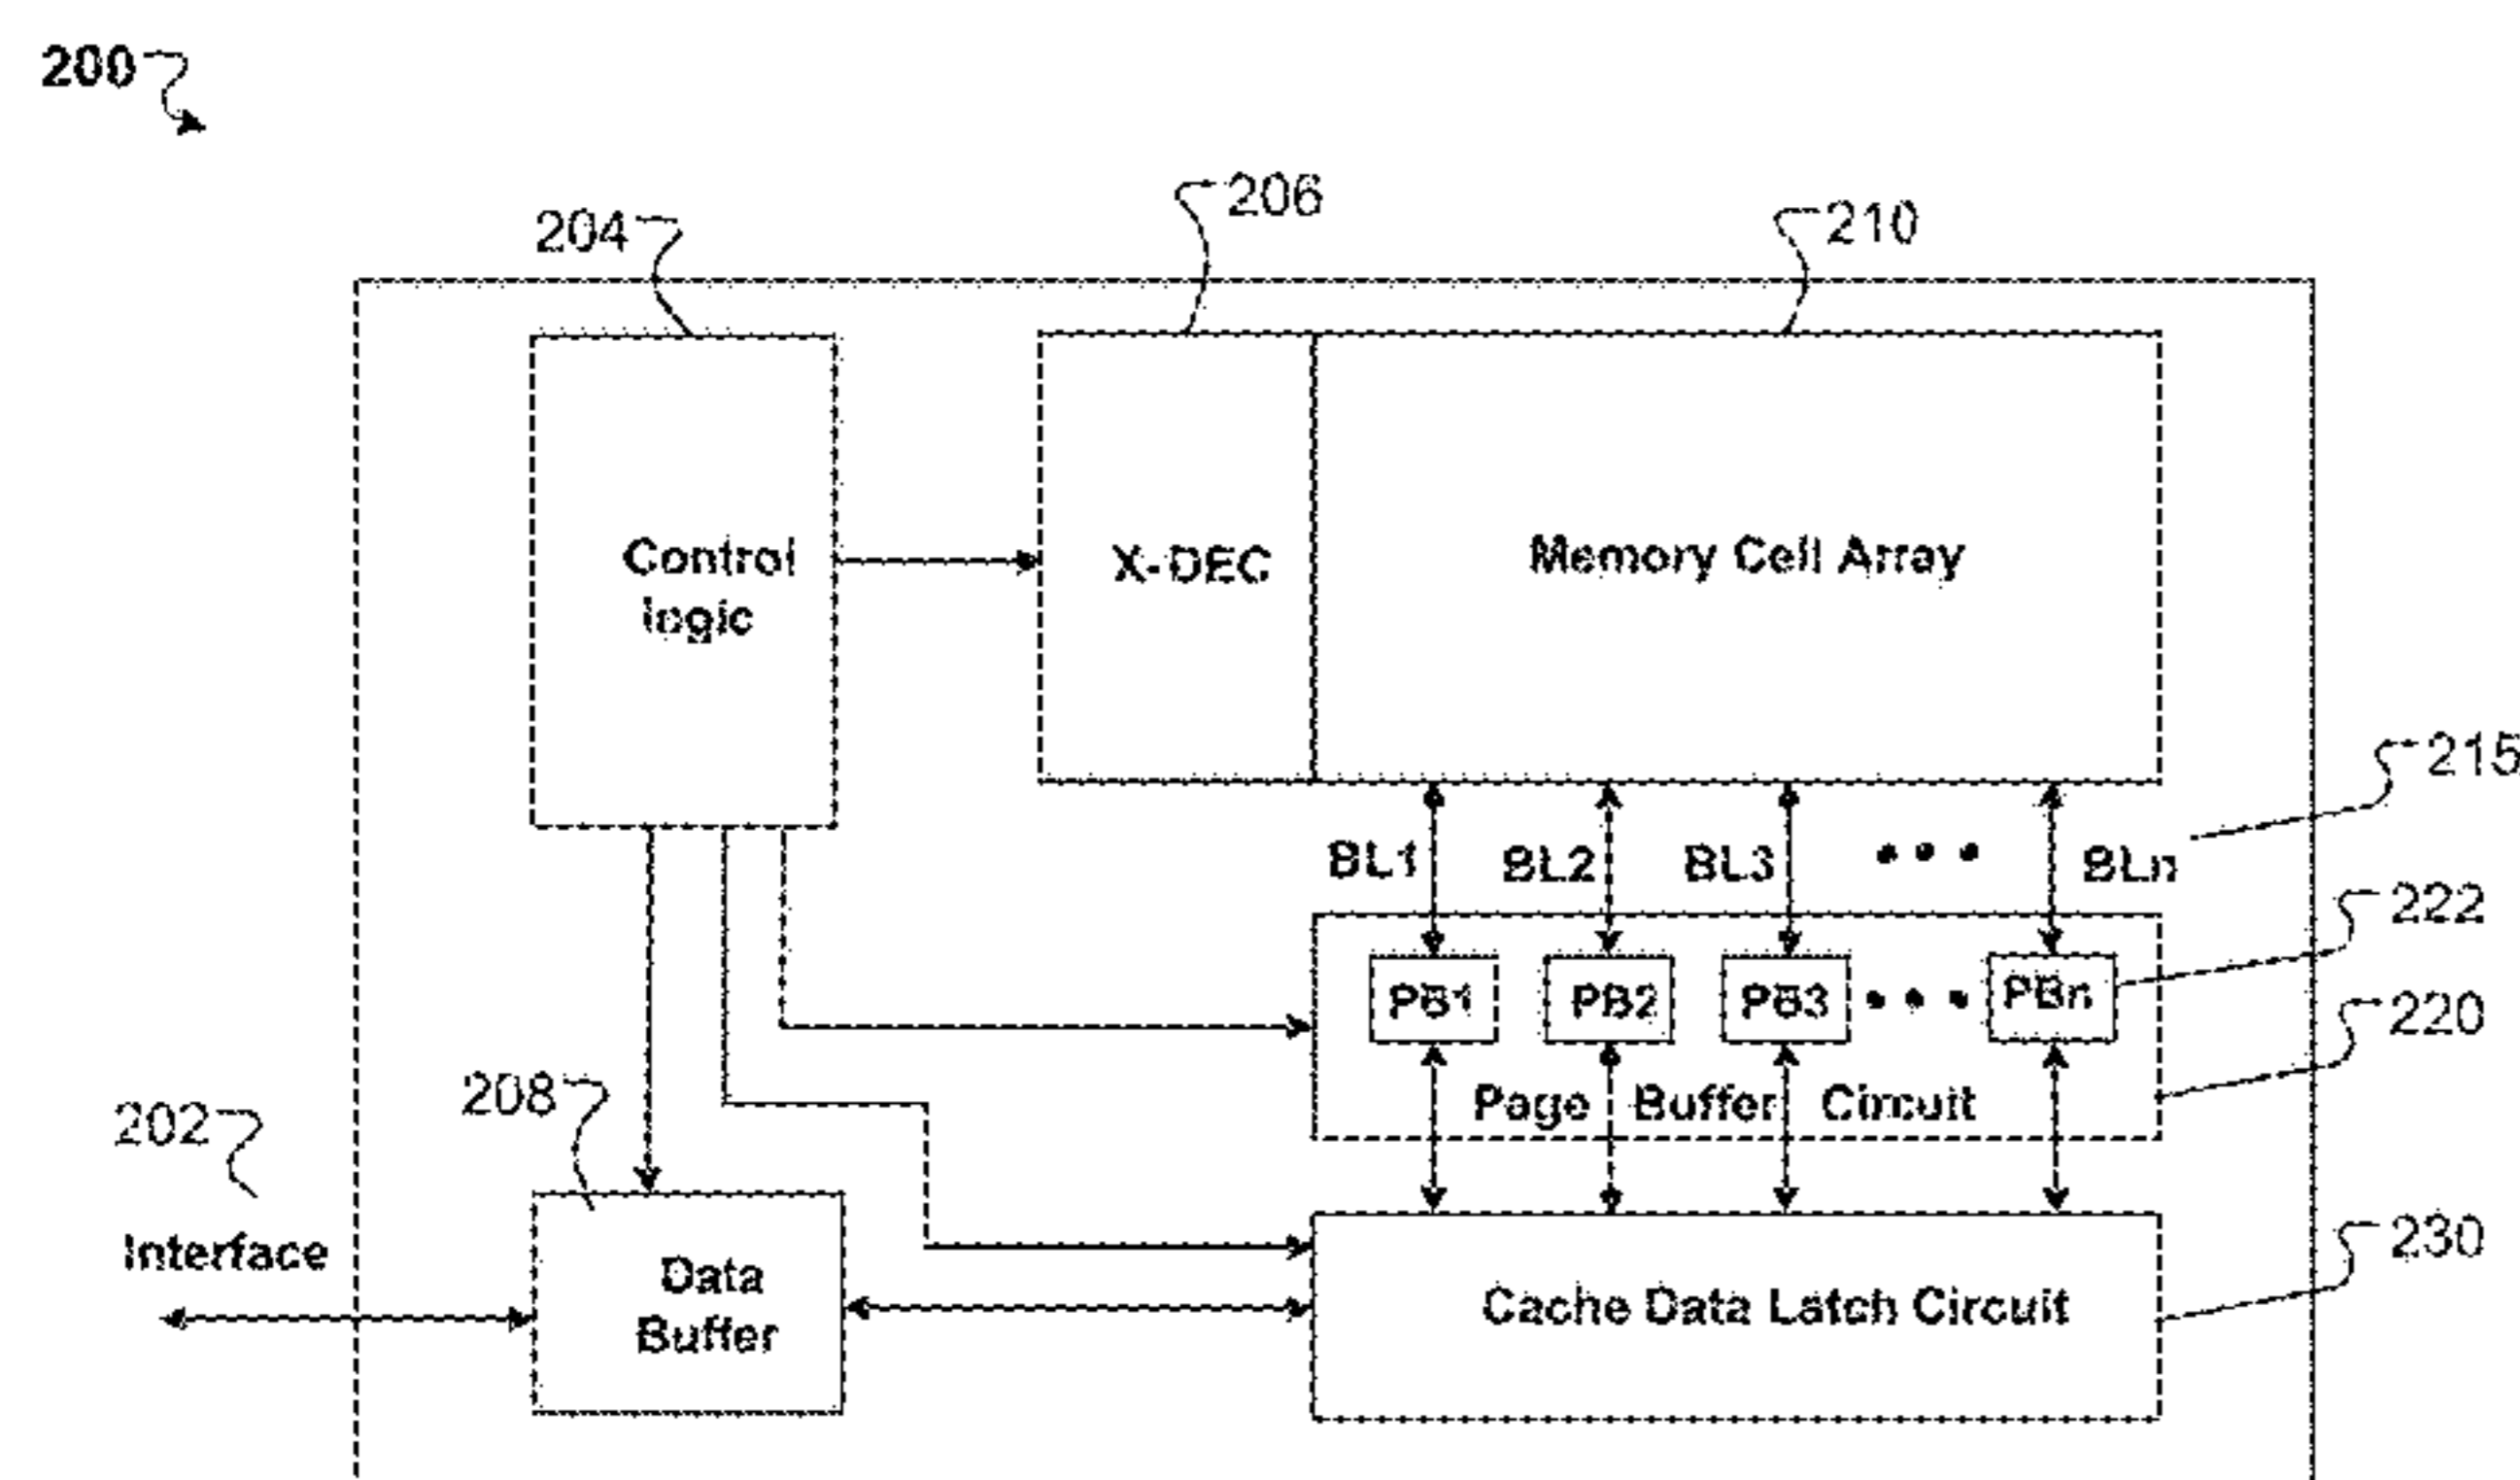 200
206
204
210
Control
logic
X-DEC
Memory Cell Array
215
BL1 BL2 BL3 • • • BLn
222
PB1 PB2 PB3 • • • PBn
220
208
202
Page Buffer Circuit
230
Interface
Data
Buffer
Cache Data Latch Circuit